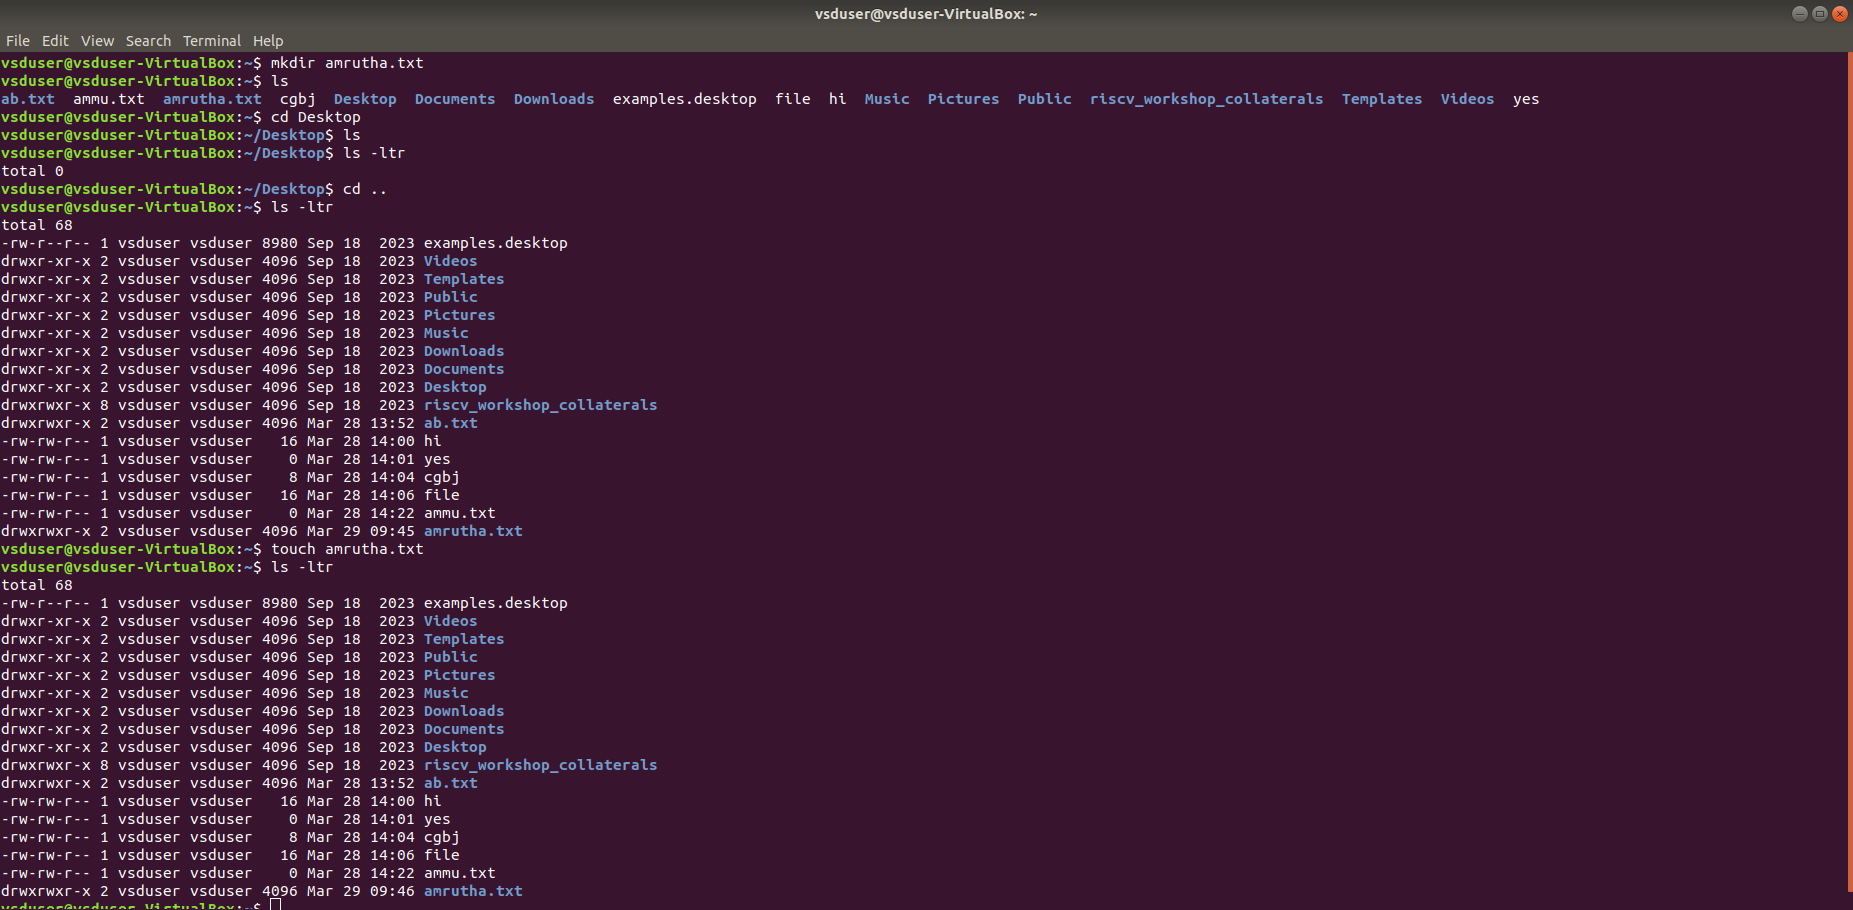 vsduser@vsduser-VirtualBox: ~
File Edit View Search Terminal Help
vsduser@vsduser-VirtualBox:~$ mkdir amrutha.txt
vsduser@vsduser-VirtualBox:~$ ls
ab.txt  ammu.txt  amrutha.txt  cgbj  Desktop  Documents  Downloads  examples.desktop  file  hi  Music  Pictures  Public  riscv_workshop_collaterals  Templates  Videos  yes
vsduser@vsduser-VirtualBox:~$ cd Desktop
vsduser@vsduser-VirtualBox:~/Desktop$ ls
vsduser@vsduser-VirtualBox:~/Desktop$ ls -ltr
total 0
vsduser@vsduser-VirtualBox:~/Desktop$ cd ..
vsduser@vsduser-VirtualBox:~$ ls -ltr
total 68
-rw-r--r-- 1 vsduser vsduser 8980 Sep 18  2023 examples.desktop
drwxr-xr-x 2 vsduser vsduser 4096 Sep 18  2023 Videos
drwxr-xr-x 2 vsduser vsduser 4096 Sep 18  2023 Templates
drwxr-xr-x 2 vsduser vsduser 4096 Sep 18  2023 Public
drwxr-xr-x 2 vsduser vsduser 4096 Sep 18  2023 Pictures
drwxr-xr-x 2 vsduser vsduser 4096 Sep 18  2023 Music
drwxr-xr-x 2 vsduser vsduser 4096 Sep 18  2023 Downloads
drwxr-xr-x 2 vsduser vsduser 4096 Sep 18  2023 Documents
drwxr-xr-x 2 vsduser vsduser 4096 Sep 18  2023 Desktop
drwxrwxr-x 8 vsduser vsduser 4096 Sep 18  2023 riscv_workshop_collaterals
drwxrwxr-x 2 vsduser vsduser 4096 Mar 28 13:52 ab.txt
-rw-rw-r-- 1 vsduser vsduser   16 Mar 28 14:00 hi
-rw-rw-r-- 1 vsduser vsduser    0 Mar 28 14:01 yes
-rw-rw-r-- 1 vsduser vsduser    8 Mar 28 14:04 cgbj
-rw-rw-r-- 1 vsduser vsduser   16 Mar 28 14:06 file
-rw-rw-r-- 1 vsduser vsduser    0 Mar 28 14:22 ammu.txt
drwxrwxr-x 2 vsduser vsduser 4096 Mar 29 09:45 amrutha.txt
vsduser@vsduser-VirtualBox:~$ touch amrutha.txt
vsduser@vsduser-VirtualBox:~$ ls -ltr
total 68
-rw-r--r-- 1 vsduser vsduser 8980 Sep 18  2023 examples.desktop
drwxr-xr-x 2 vsduser vsduser 4096 Sep 18  2023 Videos
drwxr-xr-x 2 vsduser vsduser 4096 Sep 18  2023 Templates
drwxr-xr-x 2 vsduser vsduser 4096 Sep 18  2023 Public
drwxr-xr-x 2 vsduser vsduser 4096 Sep 18  2023 Pictures
drwxr-xr-x 2 vsduser vsduser 4096 Sep 18  2023 Music
drwxr-xr-x 2 vsduser vsduser 4096 Sep 18  2023 Downloads
drwxr-xr-x 2 vsduser vsduser 4096 Sep 18  2023 Documents
drwxr-xr-x 2 vsduser vsduser 4096 Sep 18  2023 Desktop
drwxrwxr-x 8 vsduser vsduser 4096 Sep 18  2023 riscv_workshop_collaterals
drwxrwxr-x 2 vsduser vsduser 4096 Mar 28 13:52 ab.txt
-rw-rw-r-- 1 vsduser vsduser   16 Mar 28 14:00 hi
-rw-rw-r-- 1 vsduser vsduser    0 Mar 28 14:01 yes
-rw-rw-r-- 1 vsduser vsduser    8 Mar 28 14:04 cgbj
-rw-rw-r-- 1 vsduser vsduser   16 Mar 28 14:06 file
-rw-rw-r-- 1 vsduser vsduser    0 Mar 28 14:22 ammu.txt
drwxrwxr-x 2 vsduser vsduser 4096 Mar 29 09:46 amrutha.txt
vsduser@vsduser-VirtualBox:~$